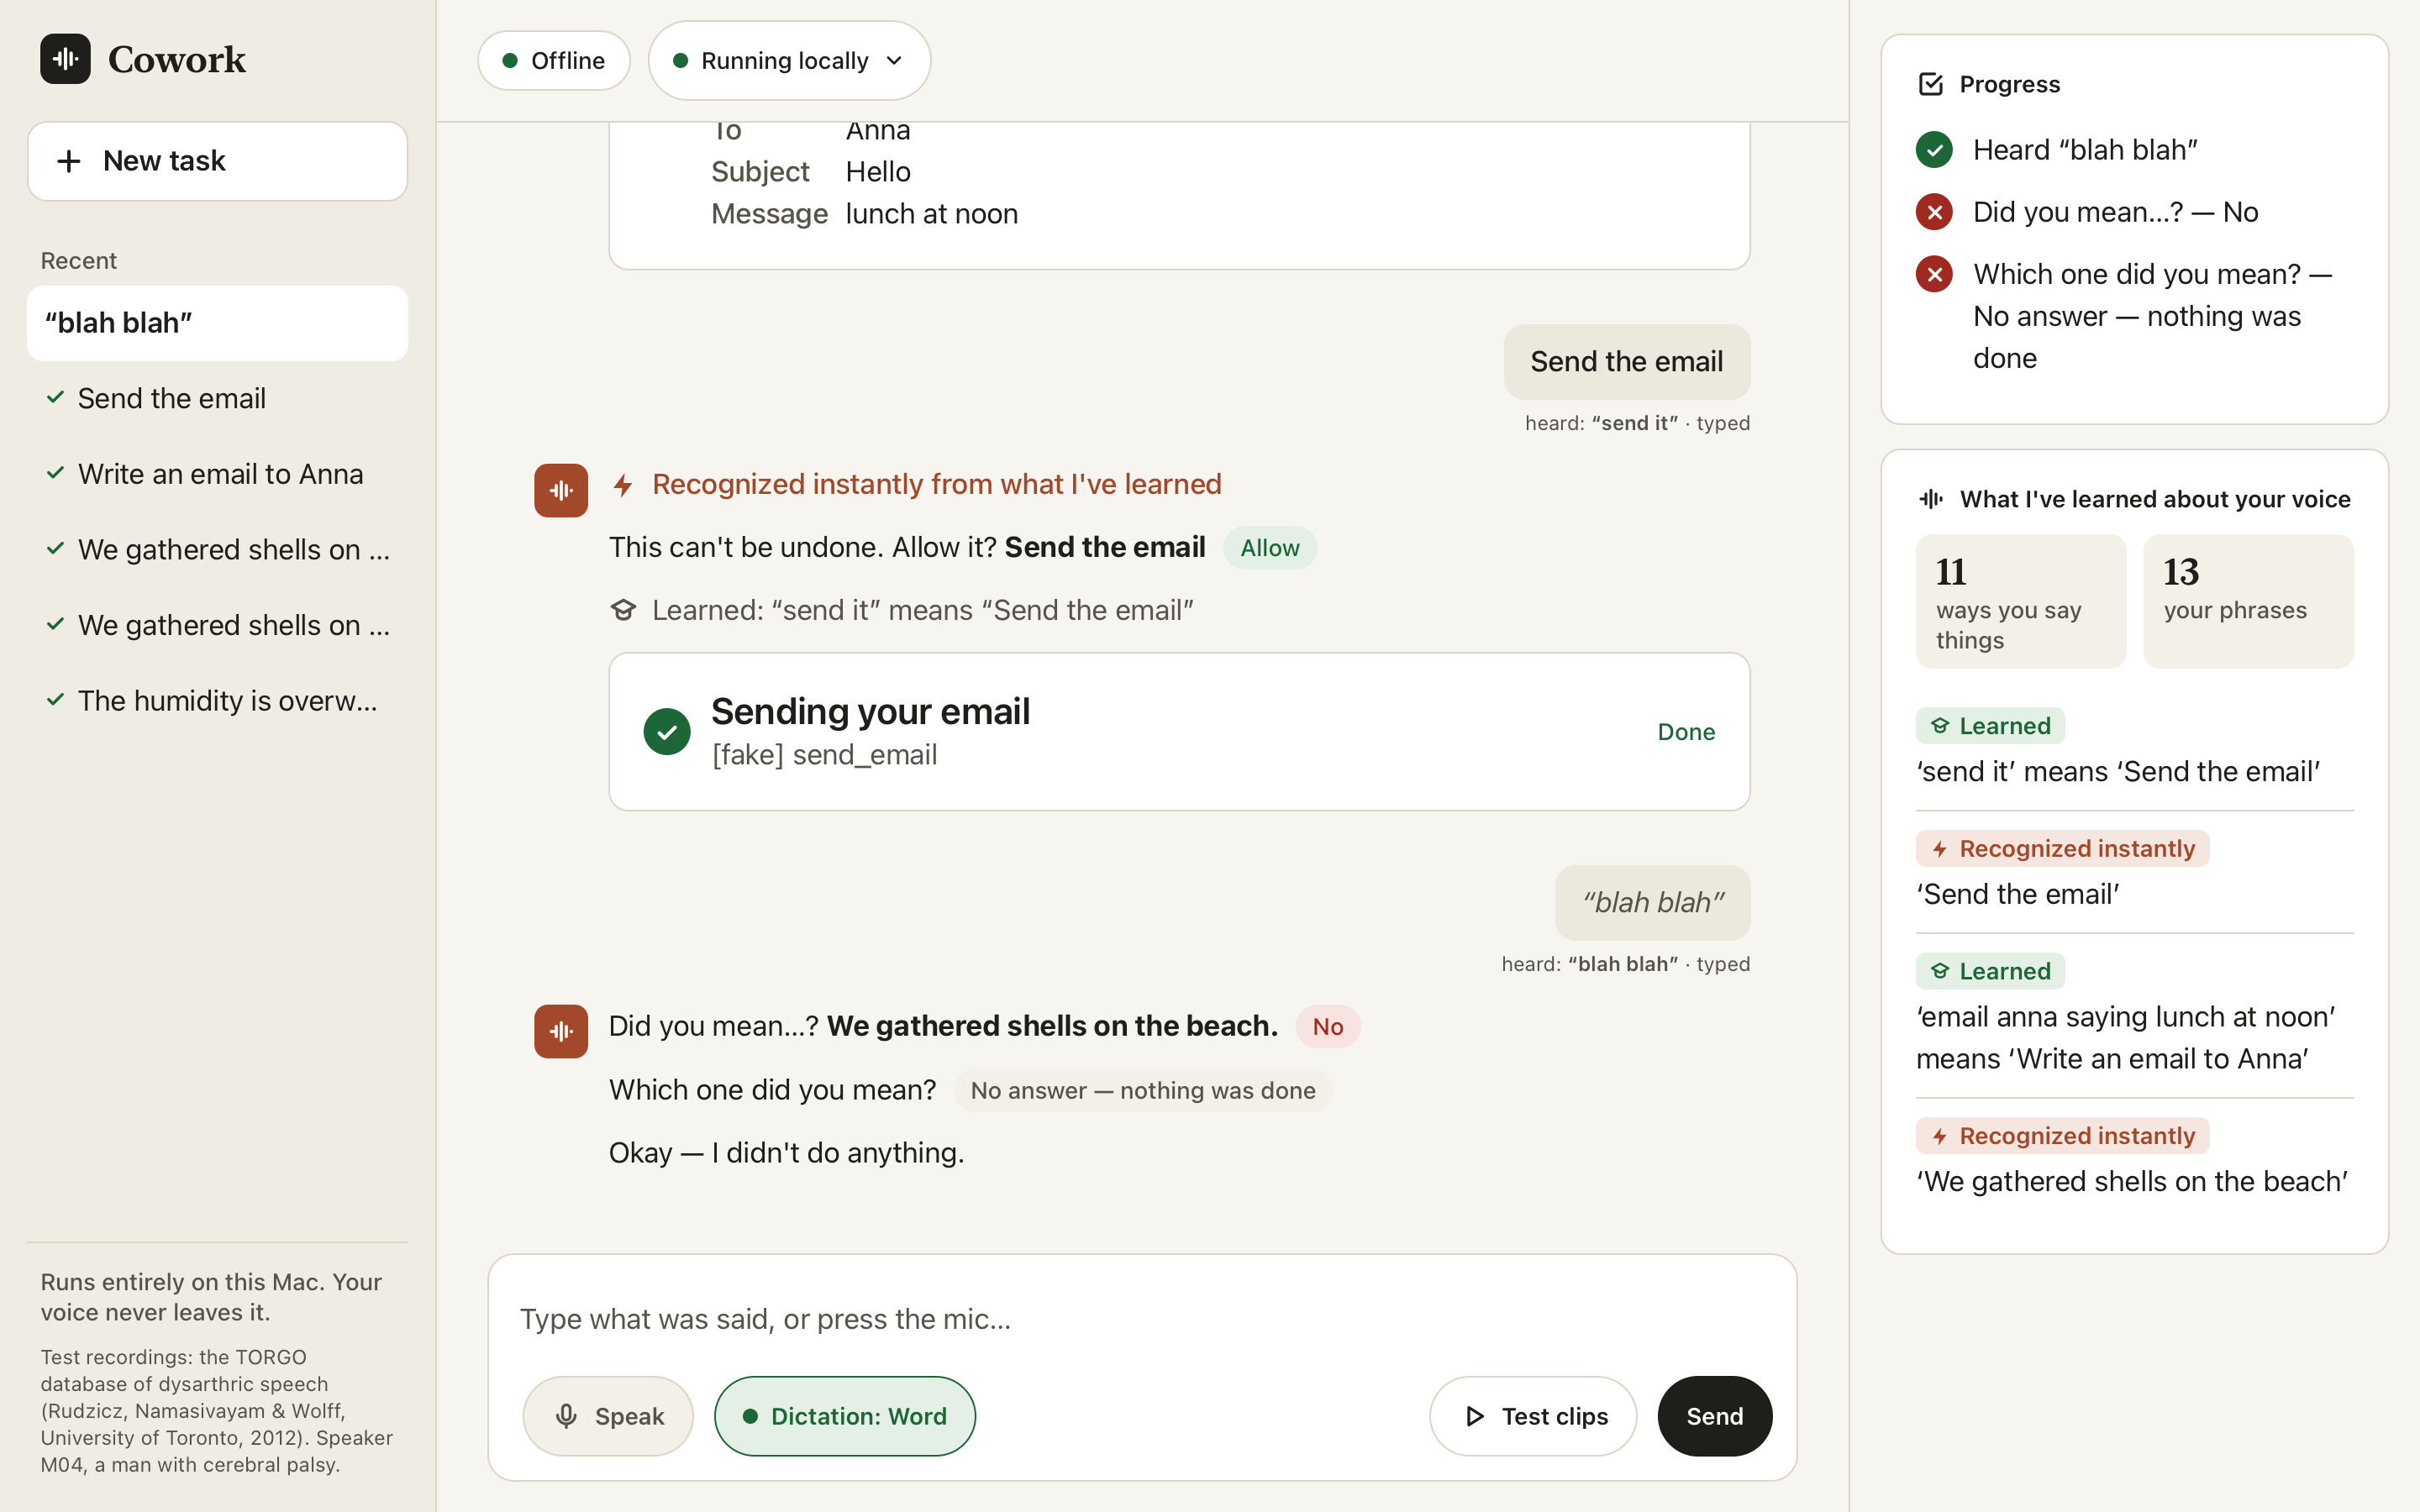 Cowork
New task
Recent
“blah blah”
Send the email
Write an email to Anna
We gathered shells on ...
We gathered shells on ...
The humidity is overw...
Runs entirely on this Mac. Your
voice never leaves it.
Test recordings: the TORGO
database of dysarthric speech
(Rudzicz, Namasivayam & Wolff,
University of Toronto, 2012). Speaker
M04, a man with cerebral palsy.
Offline
Running locally
To Anna
Subject Hello
Message lunch at noon
Send the email
heard: “send it” · typed
Recognized instantly from what I've learned
This can't be undone. Allow it? Send the email Allow
Learned: “send it” means “Send the email”
Sending your email
[fake] send_email
Done
“blah blah”
heard: “blah blah” · typed
Did you mean...? We gathered shells on the beach. No
Which one did you mean? No answer — nothing was done
Okay — I didn't do anything.
Type what was said, or press the mic...
Speak
Dictation: Word
Test clips
Send
Progress
Heard “blah blah”
Did you mean...? — No
Which one did you mean? —
No answer — nothing was
done
What I've learned about your voice
11
ways you say
things
13
your phrases
Learned
‘send it’ means ‘Send the email’
Recognized instantly
‘Send the email’
Learned
‘email anna saying lunch at noon’
means ‘Write an email to Anna’
Recognized instantly
‘We gathered shells on the beach’